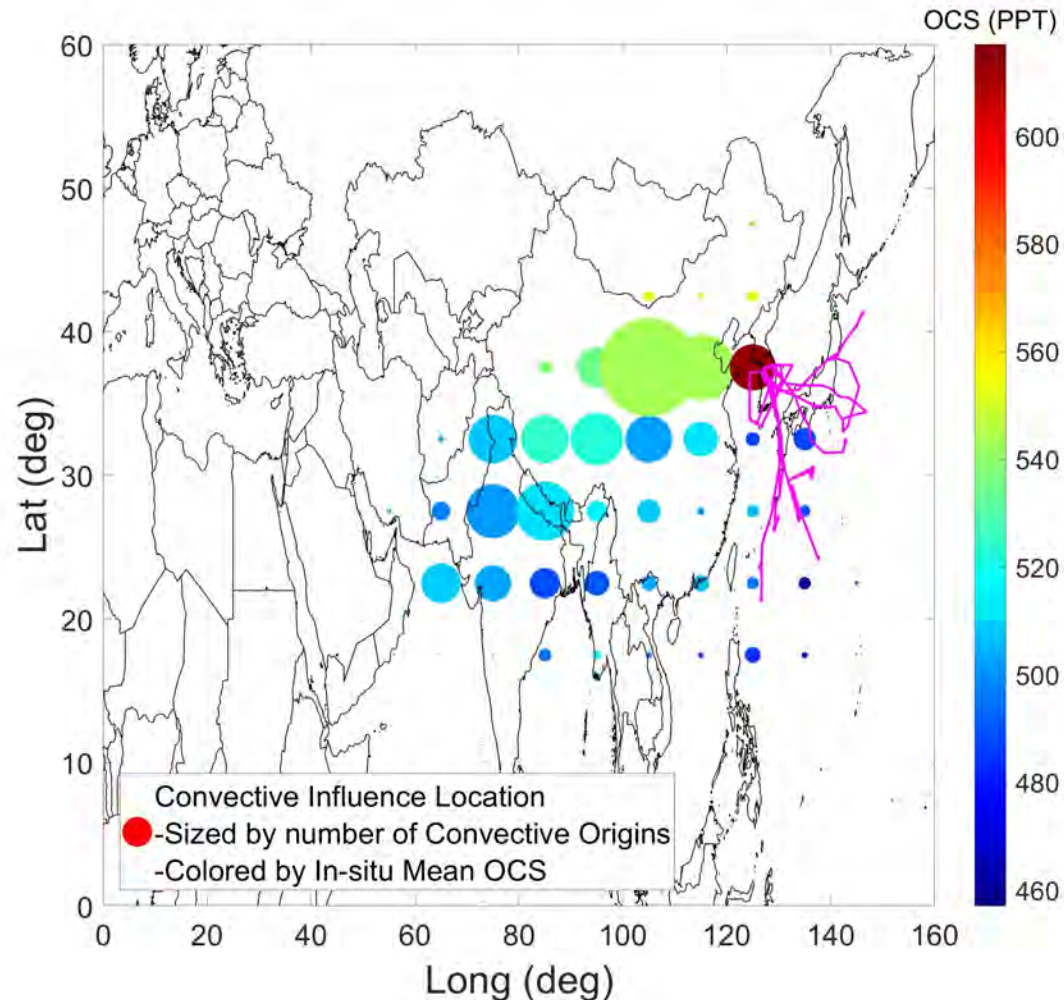 OCS (PPT)
60
50
40
30
20
10
0
Lat (deg)
600
580
560
540
520
500
480
460
Convective Influence Location
-Sized by number of Convective Origins
-Colored by In-situ Mean OCS
0 20 40 60 80 100 120 140 160
Long (deg)